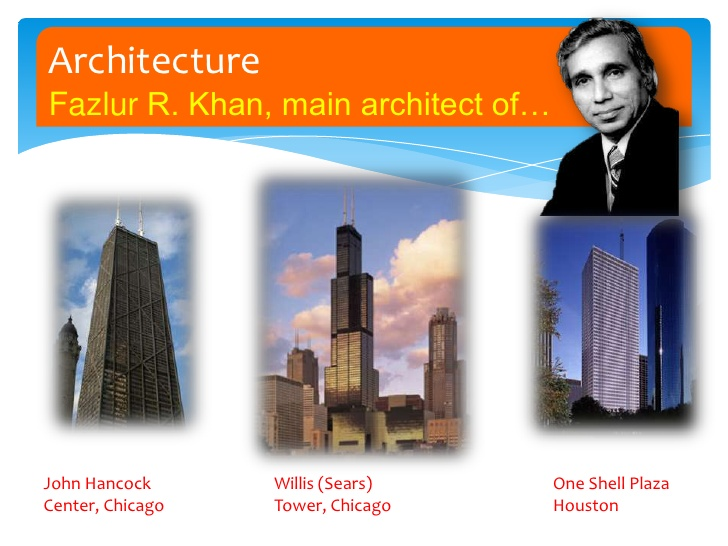 Architecture
Fazlur R. Khan, main architect of…
John Hancock
Center, Chicago
Willis (Sears)
Tower, Chicago
One Shell Plaza
Houston